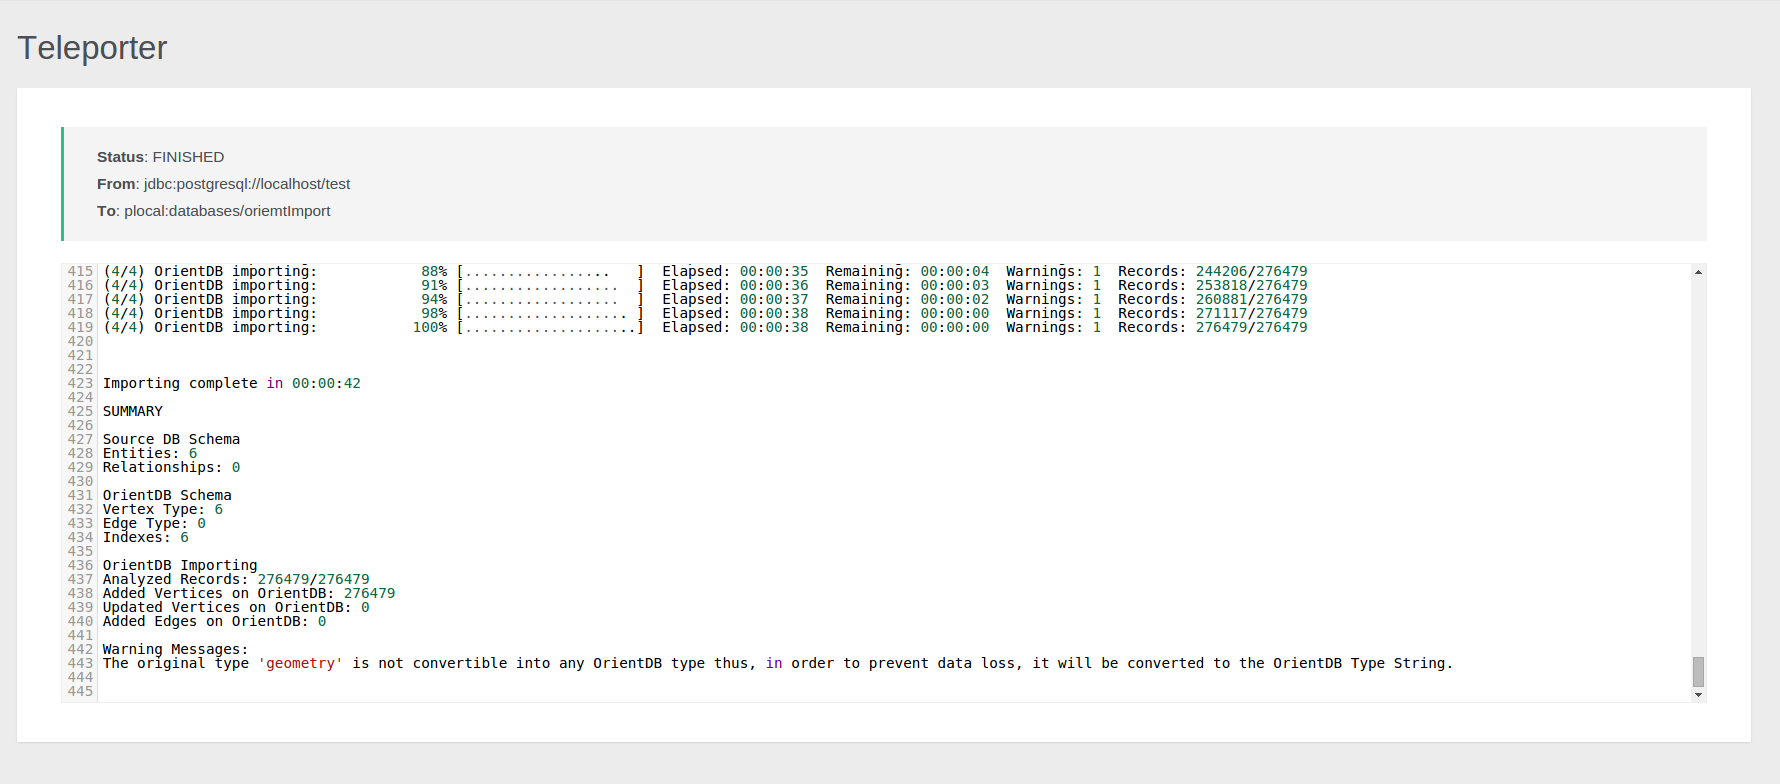 Teleporter
Status: FINISHED
From: jdbc:postgresql://localhost/test
To: plocal:databases/oriemtImport
415 (4/4) OrientDB importing: 88% [................. ] Elapsed: 00:00:35 Remaining: 00:00:04 Warnings: 1 Records: 244206/276479
416 (4/4) OrientDB importing: 91% [.................. ] Elapsed: 00:00:36 Remaining: 00:00:03 Warnings: 1 Records: 253818/276479
417 (4/4) OrientDB importing: 94% [.................. ] Elapsed: 00:00:37 Remaining: 00:00:02 Warnings: 1 Records: 260881/276479
418 (4/4) OrientDB importing: 98% [................... ] Elapsed: 00:00:38 Remaining: 00:00:00 Warnings: 1 Records: 271117/276479
419 (4/4) OrientDB importing: 100% [....................] Elapsed: 00:00:38 Remaining: 00:00:00 Warnings: 1 Records: 276479/276479
420
421
422
423 Importing complete in 00:00:42
424
425 SUMMARY
426
427 Source DB Schema
428 Entities: 6
429 Relationships: 0
430
431 OrientDB Schema
432 Vertex Type: 6
433 Edge Type: 0
434 Indexes: 6
435
436 OrientDB Importing
437 Analyzed Records: 276479/276479
438 Added Vertices on OrientDB: 276479
439 Updated Vertices on OrientDB: 0
440 Added Edges on OrientDB: 0
441
442 Warning Messages:
443 The original type 'geometry' is not convertible into any OrientDB type thus, in order to prevent data loss, it will be converted to the OrientDB Type String.
444
445